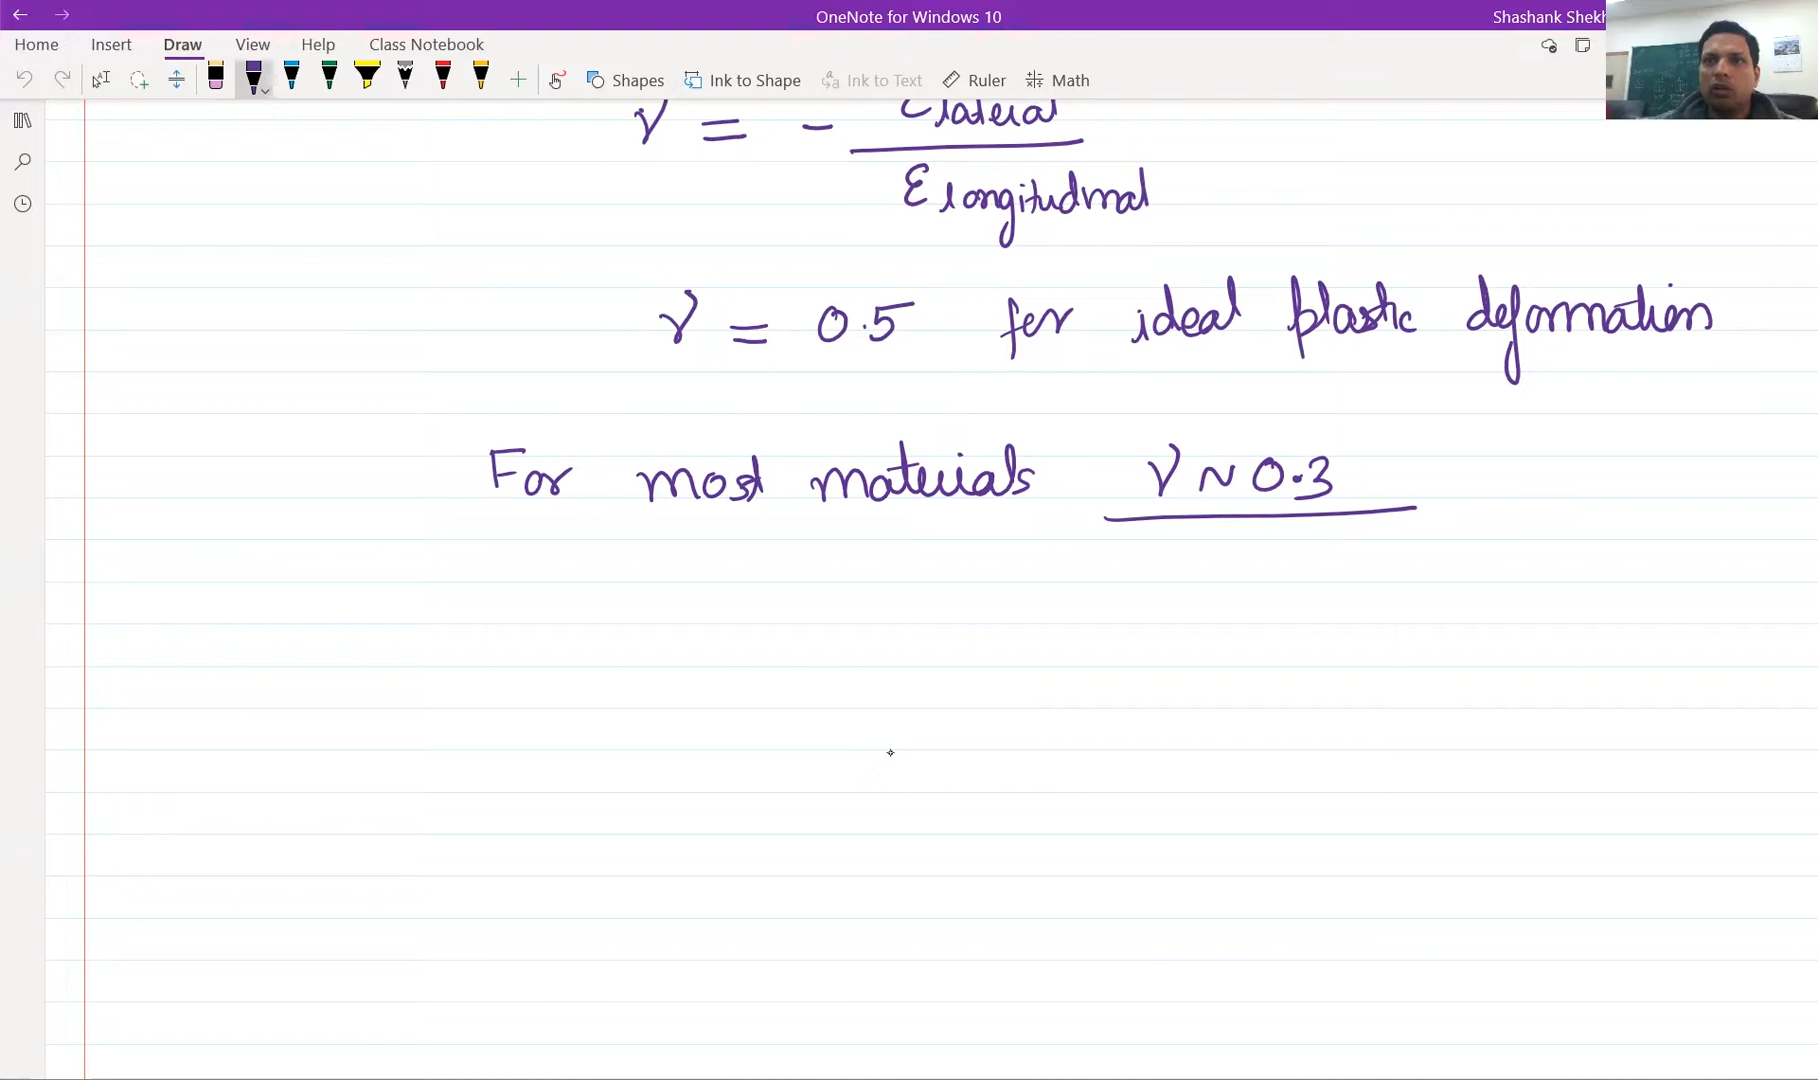 OneNote for Windows 10
Shashank Shekh
Home Insert Draw View Help Class Notebook
Shapes Ink to Shape Ink to Text Ruler Math
ν = - lateral
ε longitudinal
ν = 0.5 for ideal plastic deformation
For most materials ν ~ 0.3